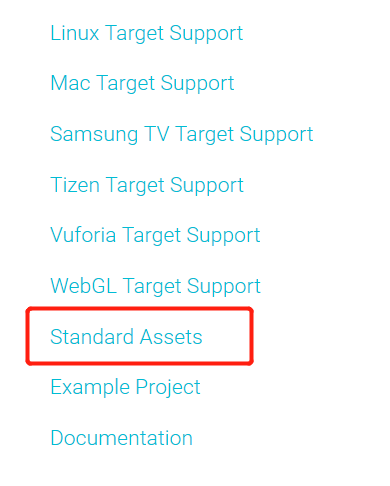 Linux Target Support
Mac Target Support
Samsung TV Target Support
Tizen Target Support
Vuforia Target Support
WebGL Target Support
Standard Assets
Example Project
Documentation